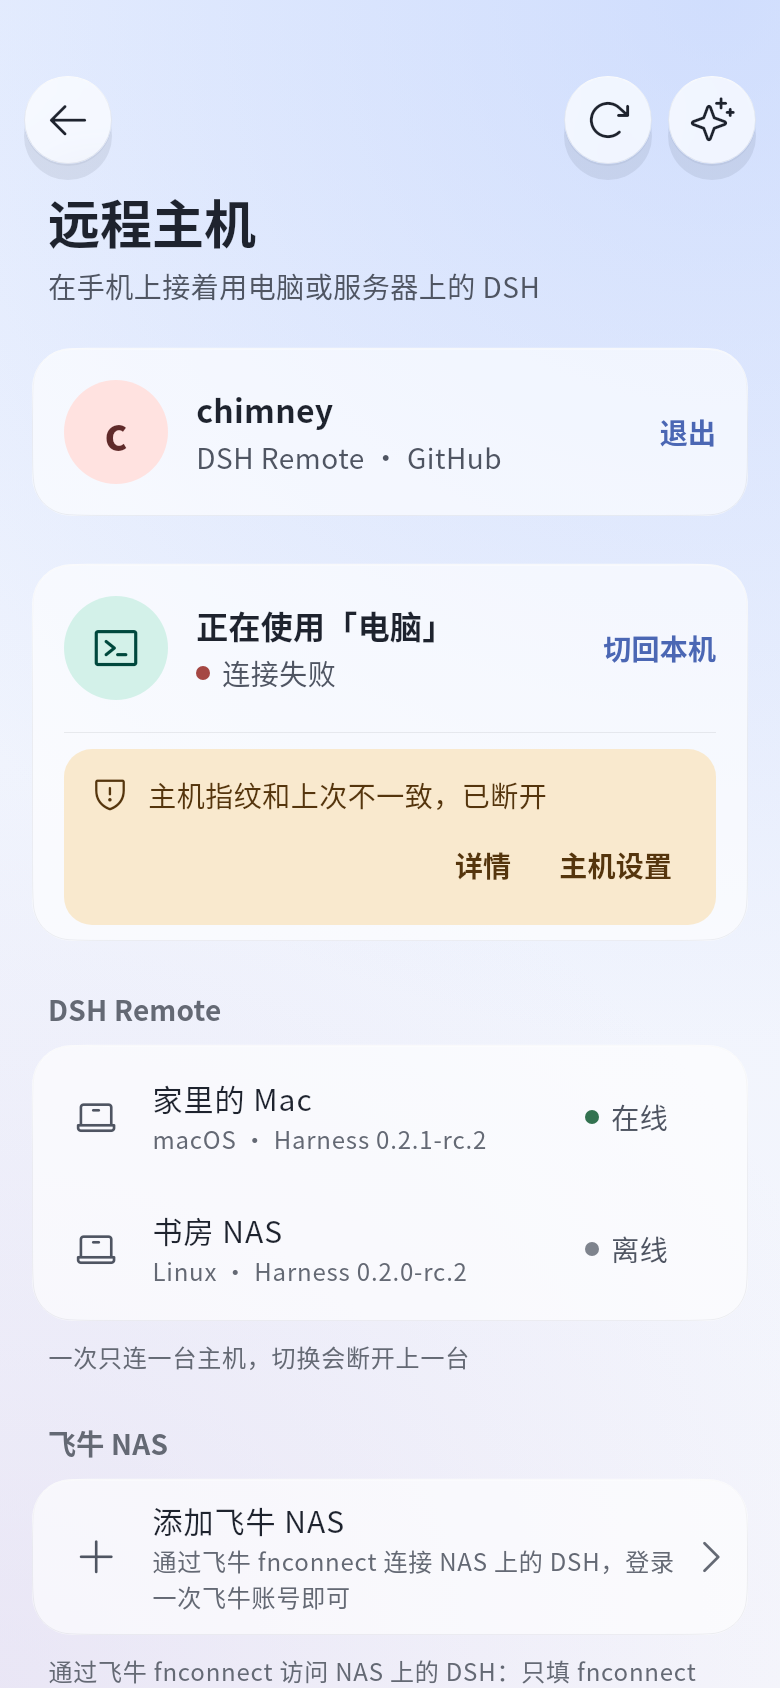 远程主机
在手机上接着用电脑或服务器上的 DSH
c
chimney
DSH Remote · GitHub
退出
正在使用「电脑」
连接失败
切回本机
主机指纹和上次不一致，已断开
详情 主机设置
DSH Remote
家里的 Mac
macOS · Harness 0.2.1-rc.2
在线
书房 NAS
Linux · Harness 0.2.0-rc.2
离线
一次只连一台主机，切换会断开上一台
飞牛 NAS
添加飞牛 NAS
通过飞牛 fnconnect 连接 NAS 上的 DSH，登录
一次飞牛账号即可
通过飞牛 fnconnect 访问 NAS 上的 DSH：只填 fnconnect